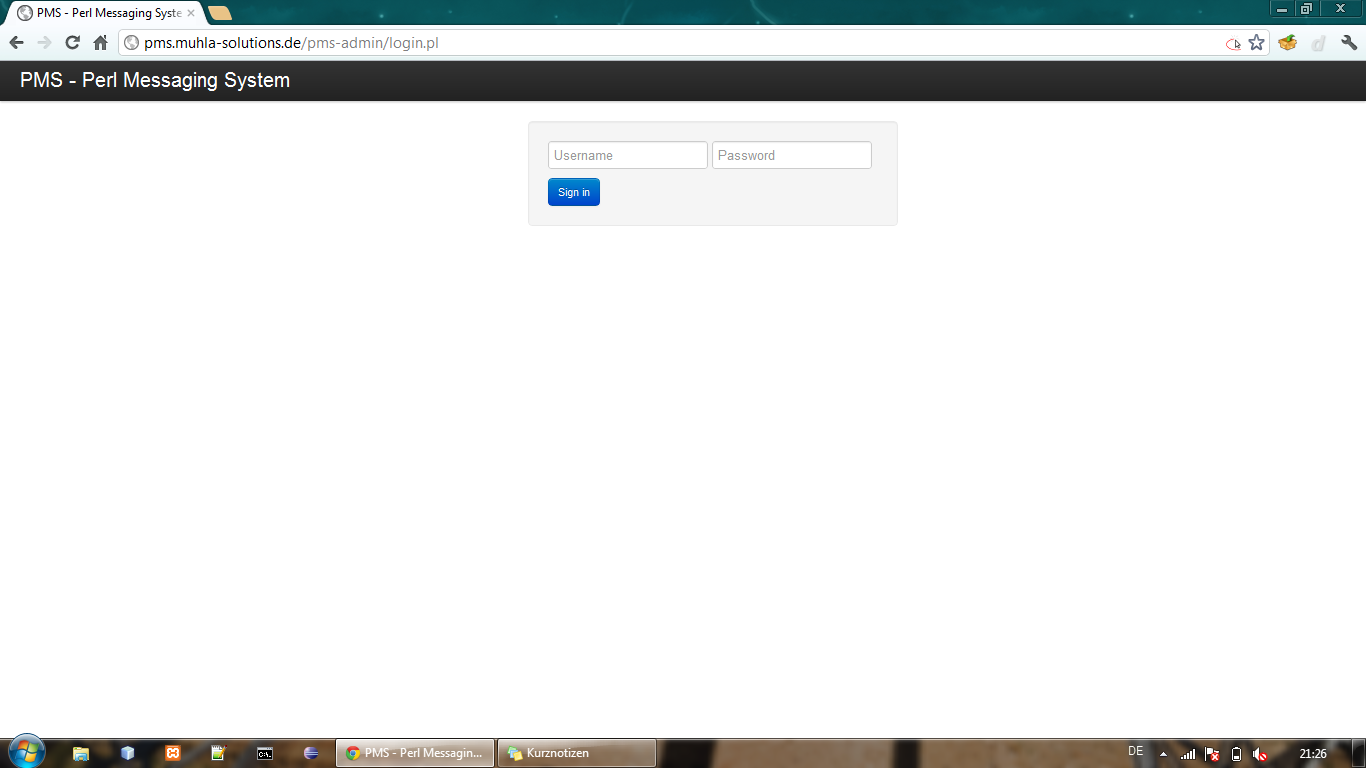 PMS - Perl Messaging Syste
pms.muhla-solutions.de/pms-admin/login.pl
PMS - Perl Messaging System
Username Password
Sign in
PMS - Perl Messagin... Kurznotizen DE 21:26